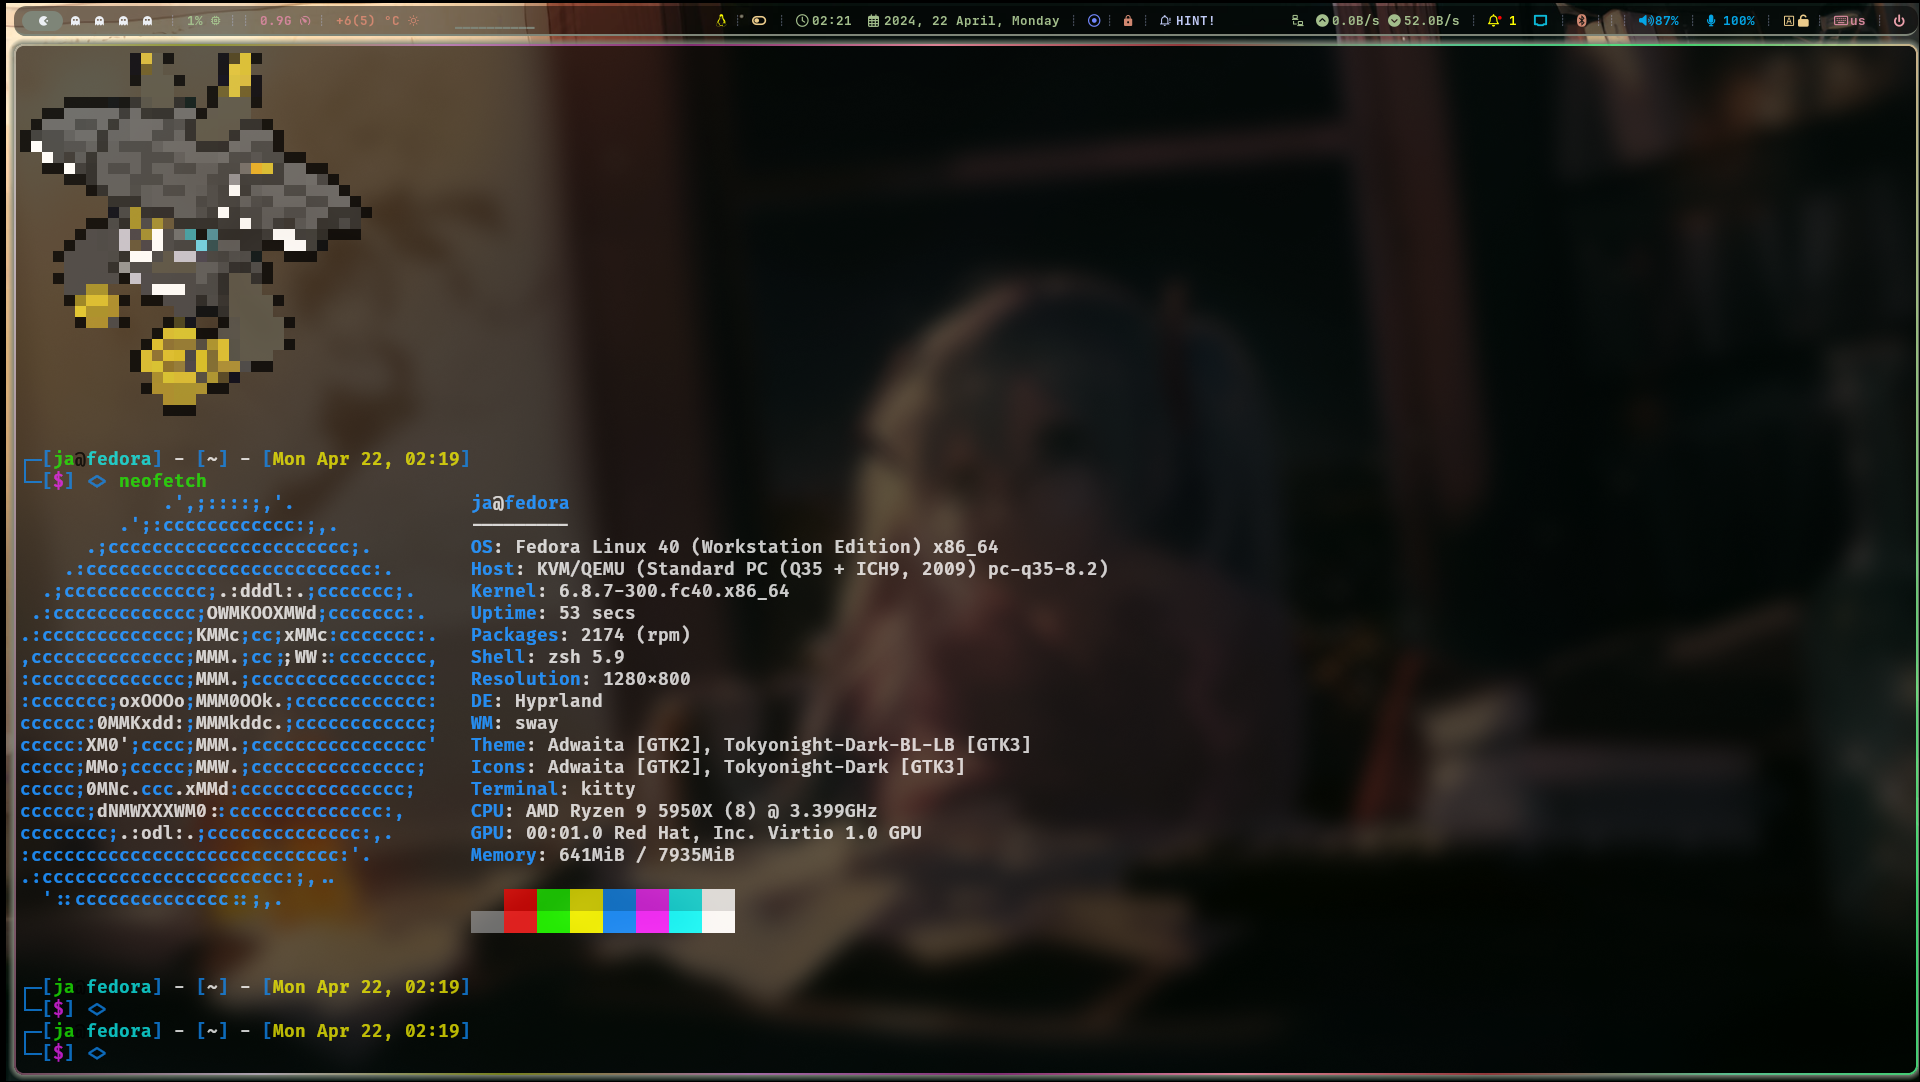 1% 0.9G +6(5) °C 02:21 2024, 22 April, Monday HINT! 0.0B/s 52.0B/s 1 87% 100% A us
┌─[ja@fedora] - [~] - [Mon Apr 22, 02:19]
└─[$] <> neofetch
.',;::::;,'.
.';:cccccccccccc:;,.
.;cccccccccccccccccccccc;.
.:cccccccccccccccccccccccccc:.
.;ccccccccccccc;.:dddl:.;ccccccc;.
.:ccccccccccccc;OWMKOOXMWd;ccccccc:.
.:ccccccccccccc;KMMc;cc;xMMc:ccccccc:.
,cccccccccccccc;MMM.;cc;;WW::cccccccc,
:cccccccccccccc;MMM.;cccccccccccccccc:
:ccccccc;oxOOOo;MMM0OOk.;cccccccccccc:
cccccc:0MMKxdd:;MMMkddc.;cccccccccccc;
ccccc:XM0';cccc;MMM.;cccccccccccccccc'
ccccc;MMo;ccccc;MMW.;ccccccccccccccc;
ccccc;0MNc.ccc.xMMd:ccccccccccccccc;
cccccc;dNMWXXXWM0::cccccccccccccc:,
cccccccc;.:odl:.;cccccccccccccc:,.
:cccccccccccccccccccccccccccc:'.
.:cccccccccccccccccccccc:;,..
'::cccccccccccccc::;,.
ja@fedora
---------
OS: Fedora Linux 40 (Workstation Edition) x86_64
Host: KVM/QEMU (Standard PC (Q35 + ICH9, 2009) pc-q35-8.2)
Kernel: 6.8.7-300.fc40.x86_64
Uptime: 53 secs
Packages: 2174 (rpm)
Shell: zsh 5.9
Resolution: 1280x800
DE: Hyprland
WM: sway
Theme: Adwaita [GTK2], Tokyonight-Dark-BL-LB [GTK3]
Icons: Adwaita [GTK2], Tokyonight-Dark [GTK3]
Terminal: kitty
CPU: AMD Ryzen 9 5950X (8) @ 3.399GHz
GPU: 00:01.0 Red Hat, Inc. Virtio 1.0 GPU
Memory: 641MiB / 7935MiB
┌─[ja fedora] - [~] - [Mon Apr 22, 02:19]
└─[$] <>
┌─[ja fedora] - [~] - [Mon Apr 22, 02:19]
└─[$] <>